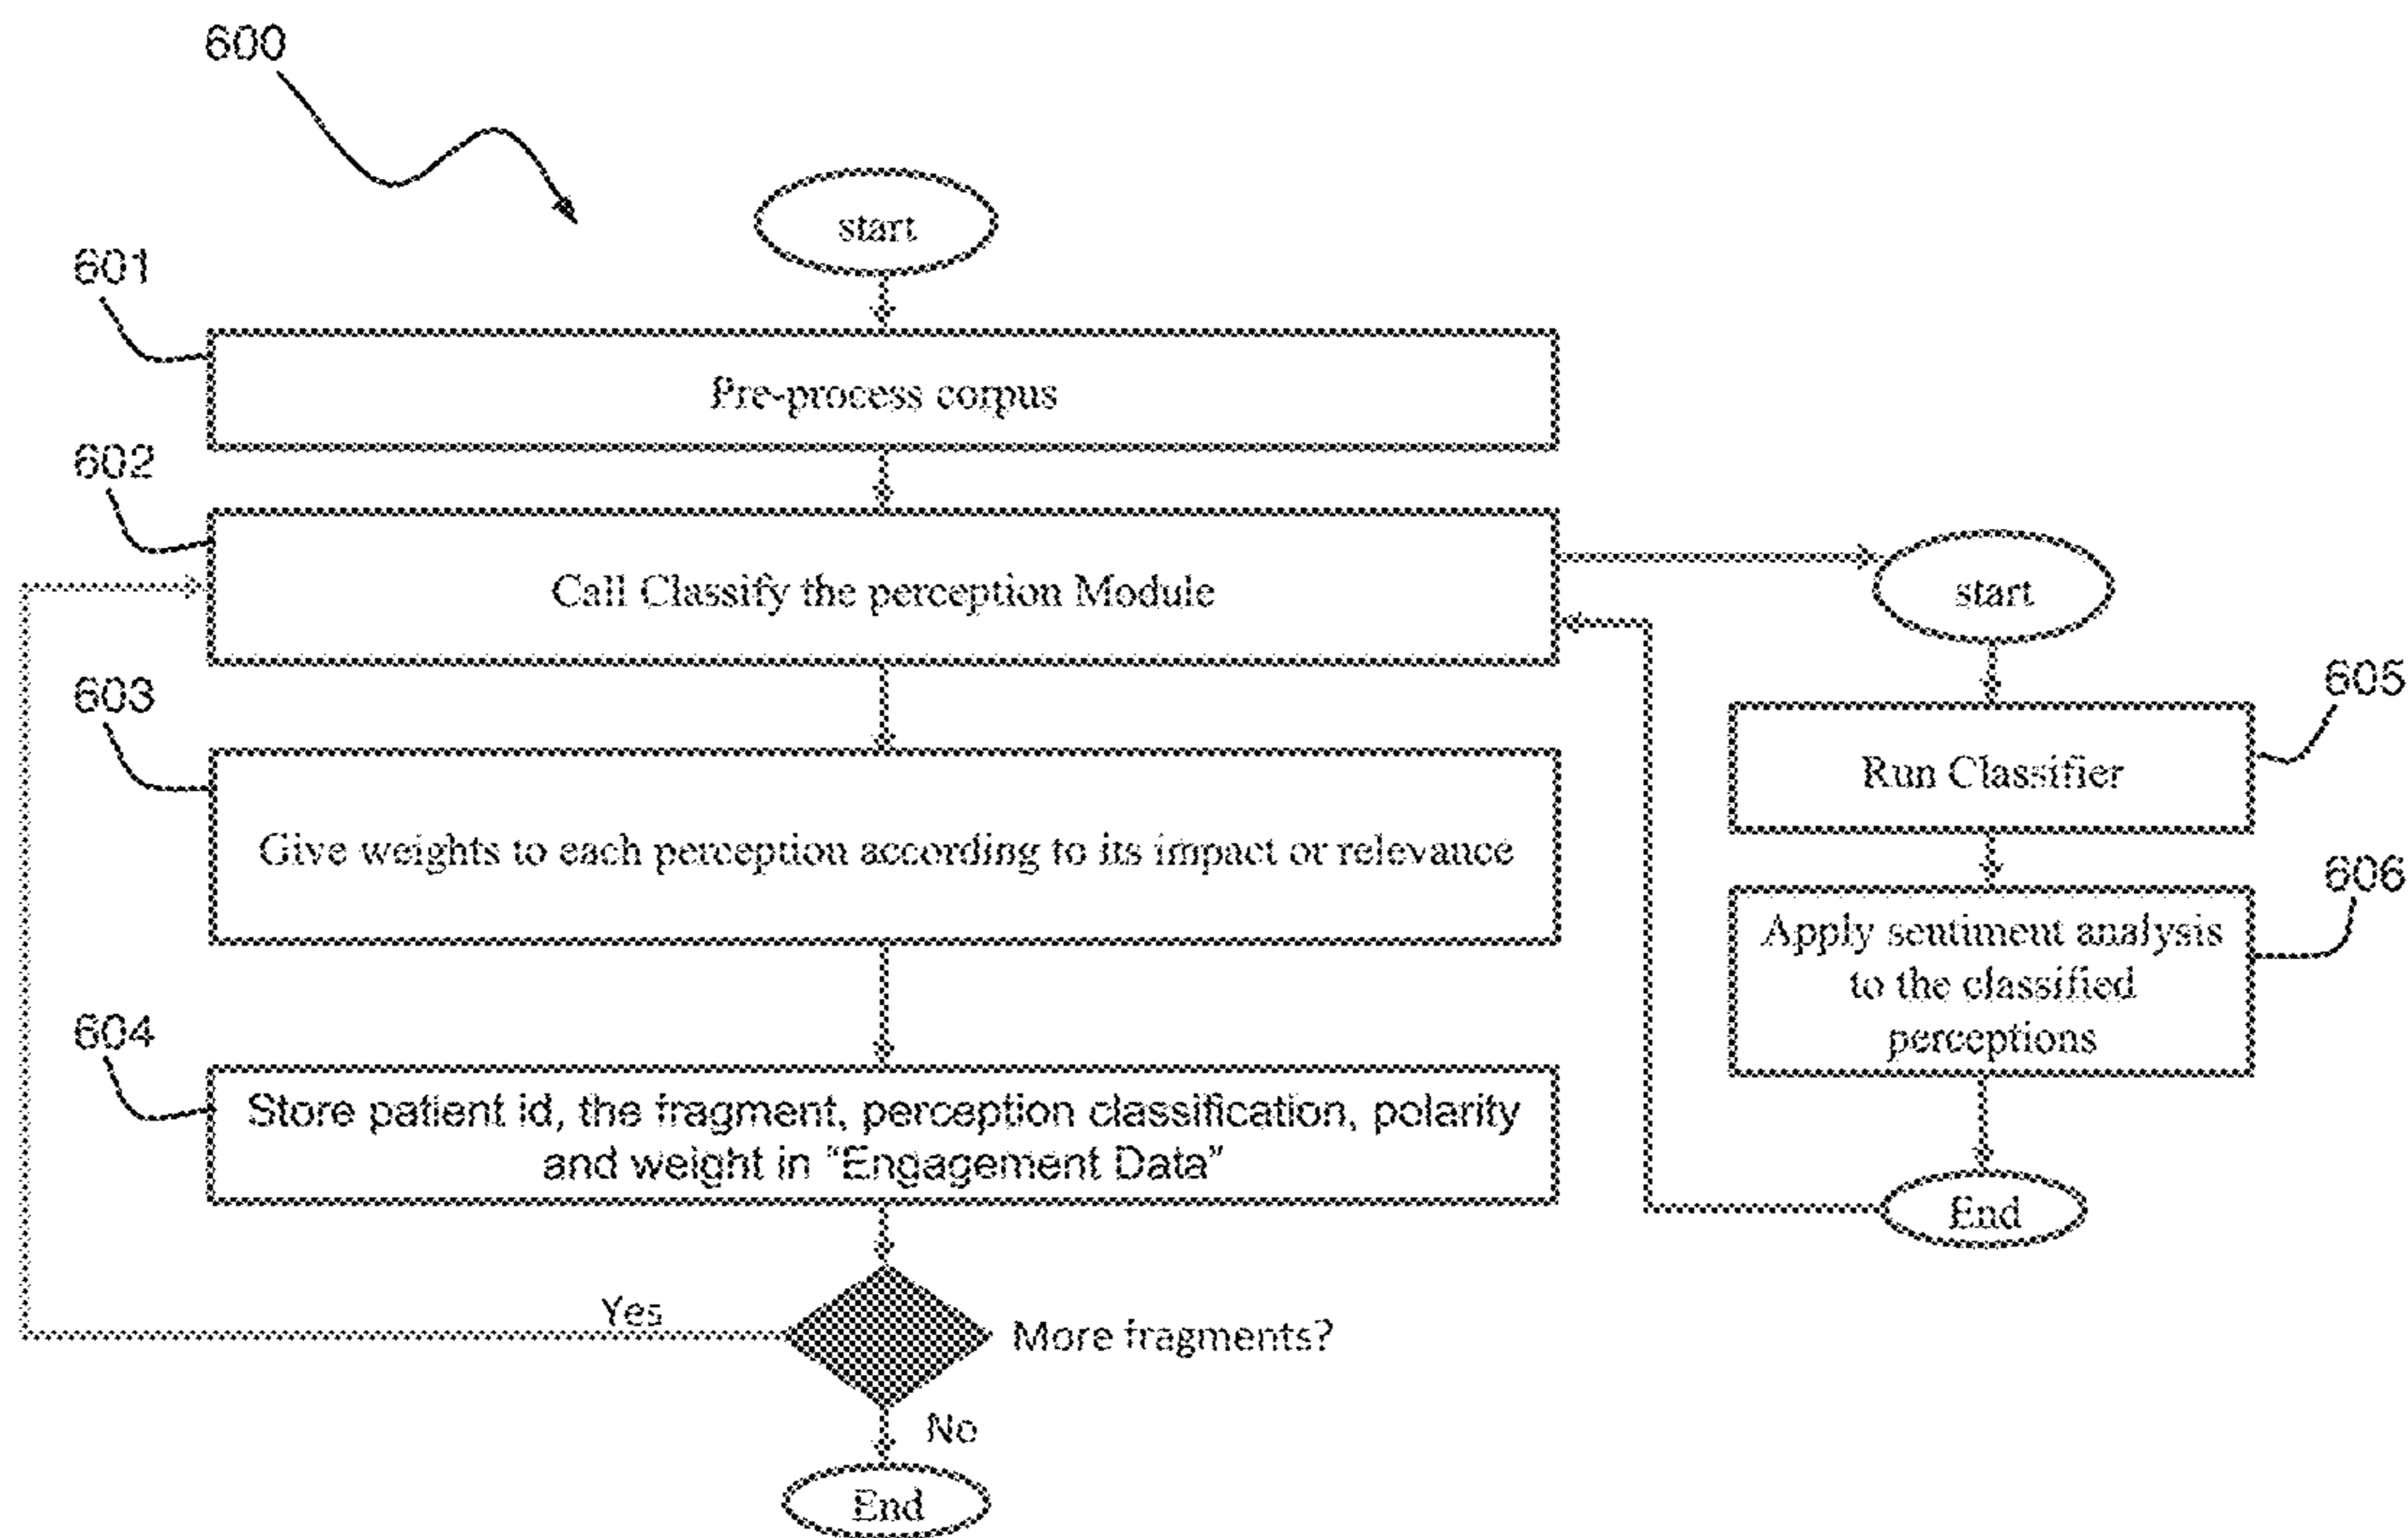 600
start
601
Pre-process corpus
602
Call Classify the perception Module
start
603
605
Run Classifier
Give weights to each perception according to its impact or relevance
606
Apply sentiment analysis
to the classified
perceptions
604
Store patient id, the fragment, perception classification, polarity
and weight in "Engagement Data"
End
Yes
More fragments?
No
End